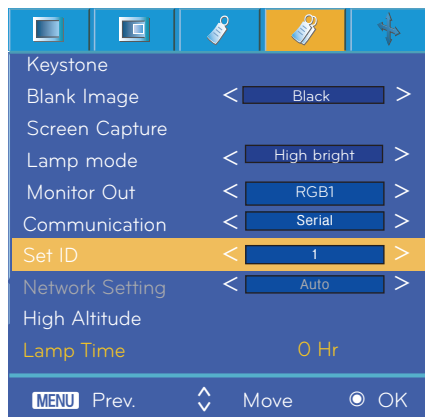 Keystone
Blank Image < Black >
Screen Capture
Lamp mode < High bright >
Monitor Out < RGB1 >
Communication < Serial >
Set ID < 1 >
Network Setting < Auto >
High Altitude
Lamp Time 0 Hr
MENU Prev. Move OK